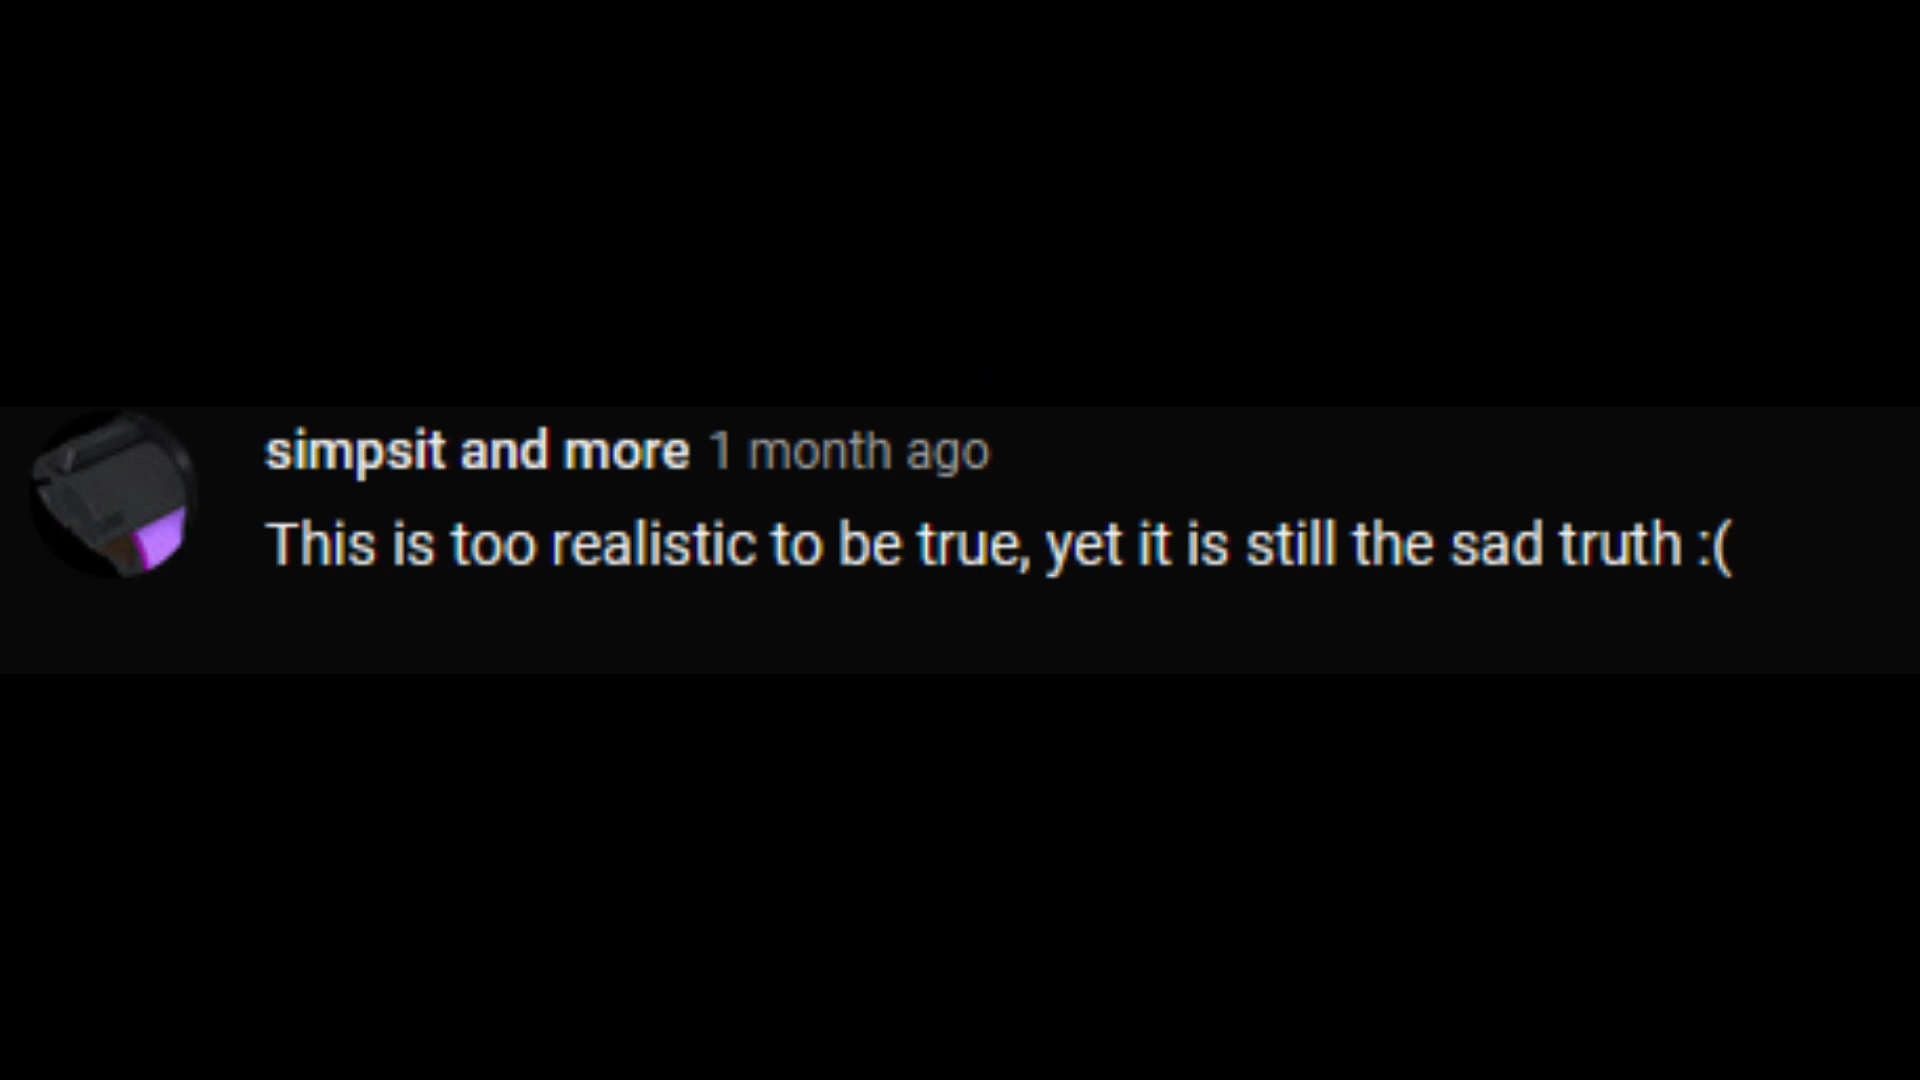 simpsit and more 1 month ago
This is too realistic to be true, yet it is still the sad truth :(